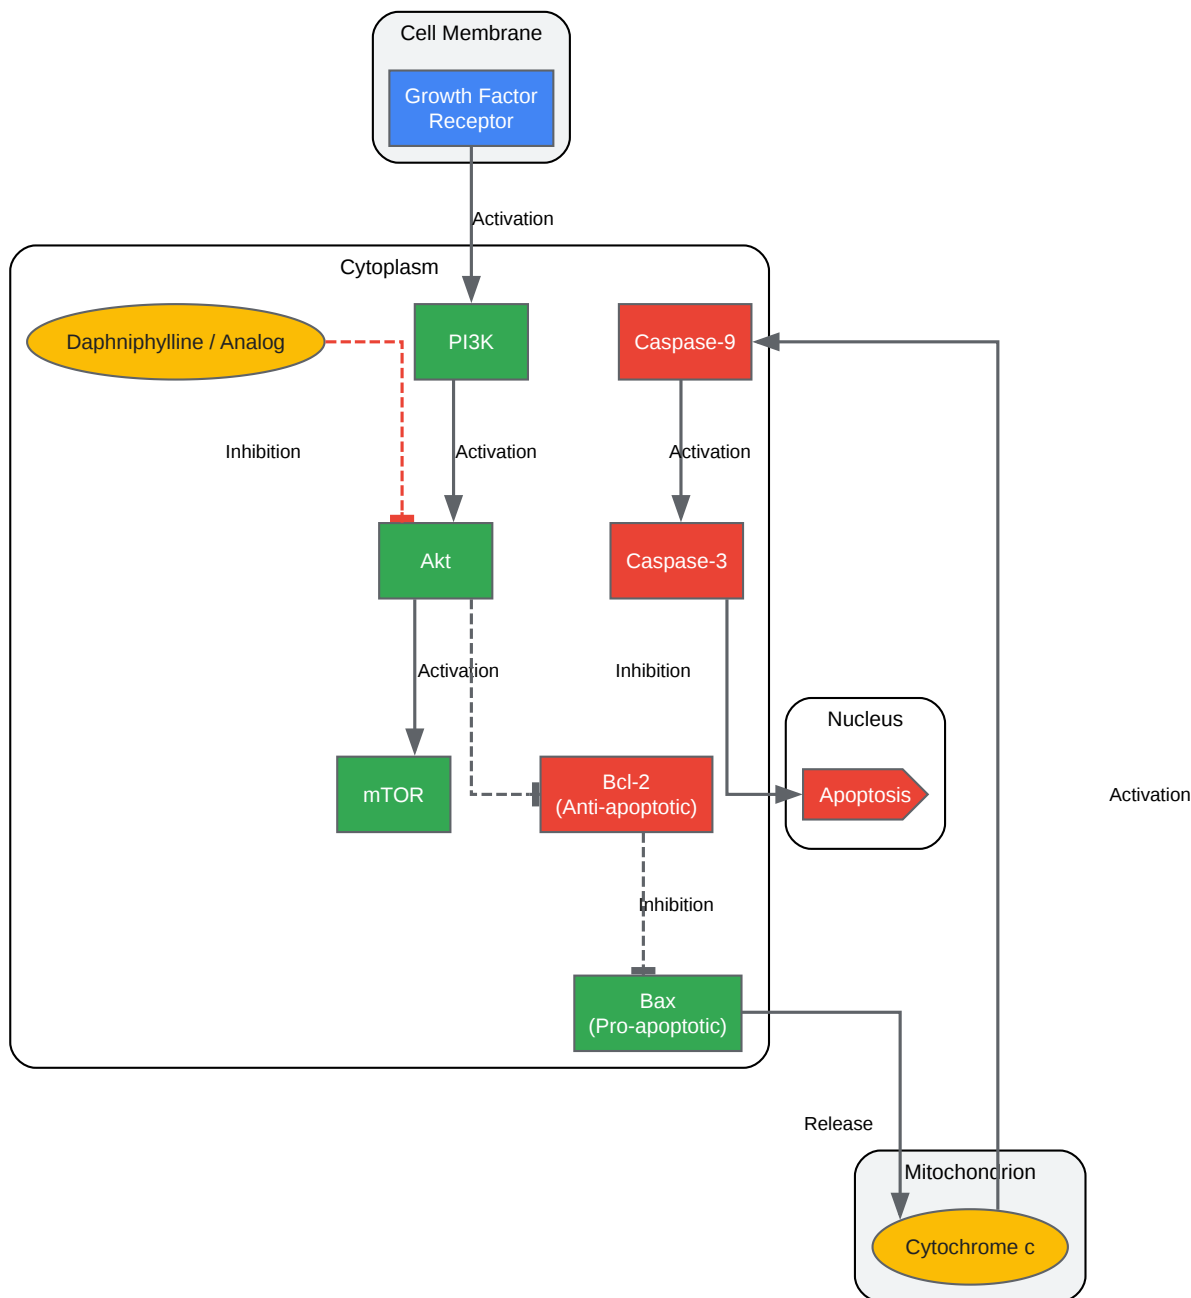 Cell Membrane
Growth Factor
Receptor
Activation
Cytoplasm
Daphniphylline / Analog
PI3K
Caspase-9
Inhibition
Activation
Activation
Akt
Caspase-3
Activation
Inhibition
Nucleus
mTOR
Bcl-2
(Anti-apoptotic)
Apoptosis
Activation
Inhibition
Bax
(Pro-apoptotic)
Release
Mitochondrion
Cytochrome c